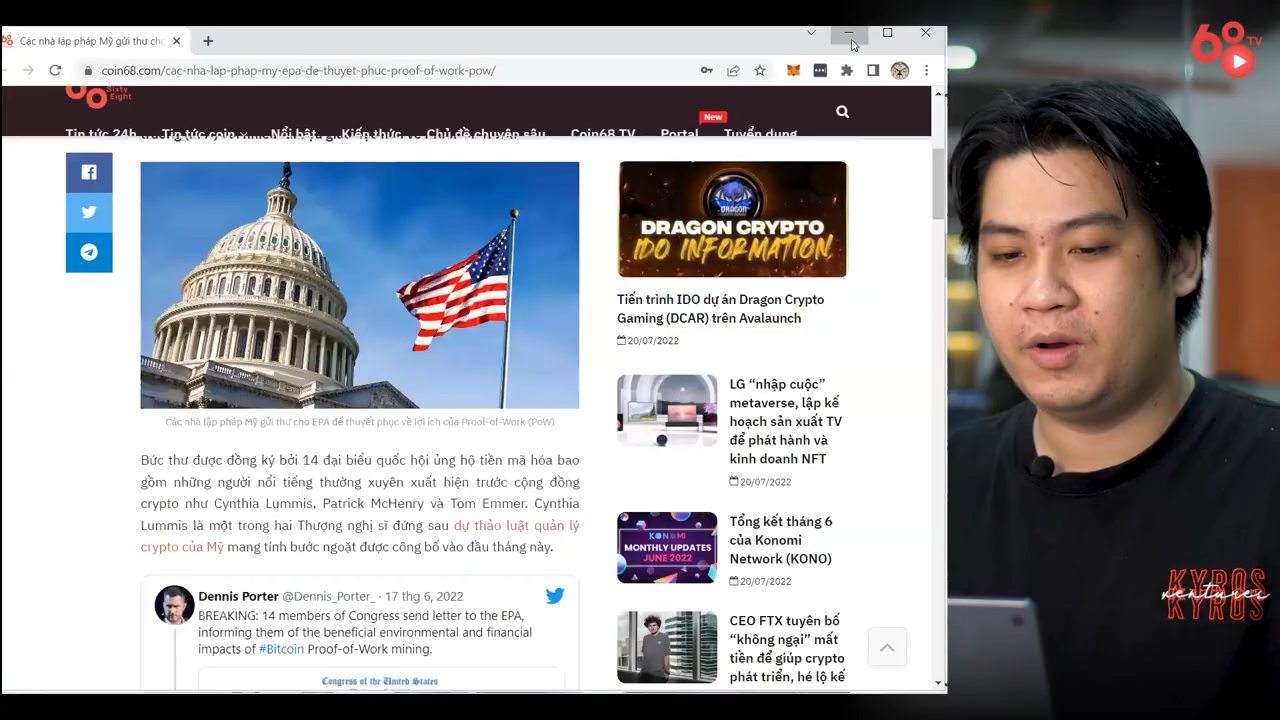 Các nhà lập pháp Mỹ gửi thư cho
coin68.com/cac-nha-lap-phap-my-epa-de-thuyet-phuc-proof-of-work-pow/
68
TV
Sixty
Eight
New
Tin tức 24h Tin tức coin Nổi bật Kiến thức Chủ đề chuyên sâu Coin68 TV Portal Tuyển dụng
DRAGON
DRAGON CRYPTO
IDO INFORMATION
Tiến trình IDO dự án Dragon Crypto
Gaming (DCAR) trên Avalaunch
20/07/2022
LG “nhập cuộc”
metaverse, lập kế
hoạch sản xuất TV
để phát hành và
kinh doanh NFT
20/07/2022
Các nhà lập pháp Mỹ gửi thư cho EPA để thuyết phục về lợi ích của Proof-of-Work (PoW)
Bức thư được đồng ký bởi 14 đại biểu quốc hội ủng hộ tiền mã hóa bao
gồm những người nổi tiếng thường xuyên xuất hiện trước cộng đồng
crypto như Cynthia Lummis, Patrick McHenry và Tom Emmer. Cynthia
Lummis là một trong hai Thượng nghị sĩ đứng sau dự thảo luật quản lý
crypto của Mỹ mang tính bước ngoặt được công bố vào đầu tháng này.
KONOMI
MONTHLY UPDATES
JUNE 2022
Tổng kết tháng 6
của Konomi
Network (KONO)
20/07/2022
Dennis Porter @Dennis_Porter_ · 17 thg 6, 2022
BREAKING: 14 members of Congress send letter to the EPA,
informing them of the beneficial environmental and financial
impacts of #Bitcoin Proof-of-Work mining.
Congress of the United States
CEO FTX tuyên bố
“không ngại” mất
tiền để giúp crypto
phát triển, hé lộ kế
KYROS
ventures
KYROS